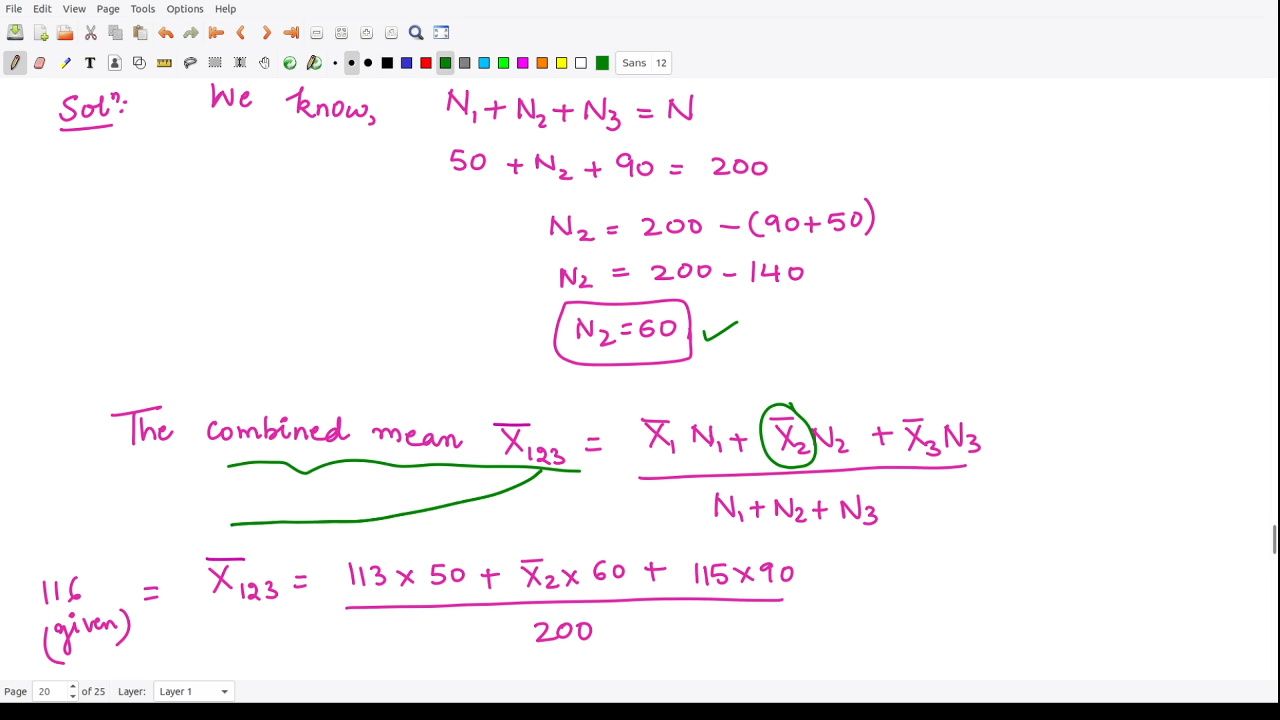 File Edit View Page Tools Options Help
Sans 12
Solⁿ: We know, N₁ + N₂ + N₃ = N
50 + N₂ + 90 = 200
N₂ = 200 - (90+50)
N₂ = 200 - 140
N₂ = 60
The combined mean X̅₁₂₃ = X̅₁ N₁ + X̅₂ N₂ + X̅₃ N₃
N₁ + N₂ + N₃
116 = X̅₁₂₃ = 113 x 50 + X̅₂ x 60 + 115 x 90
(given)
200
Page 20 of 25 Layer: Layer 1